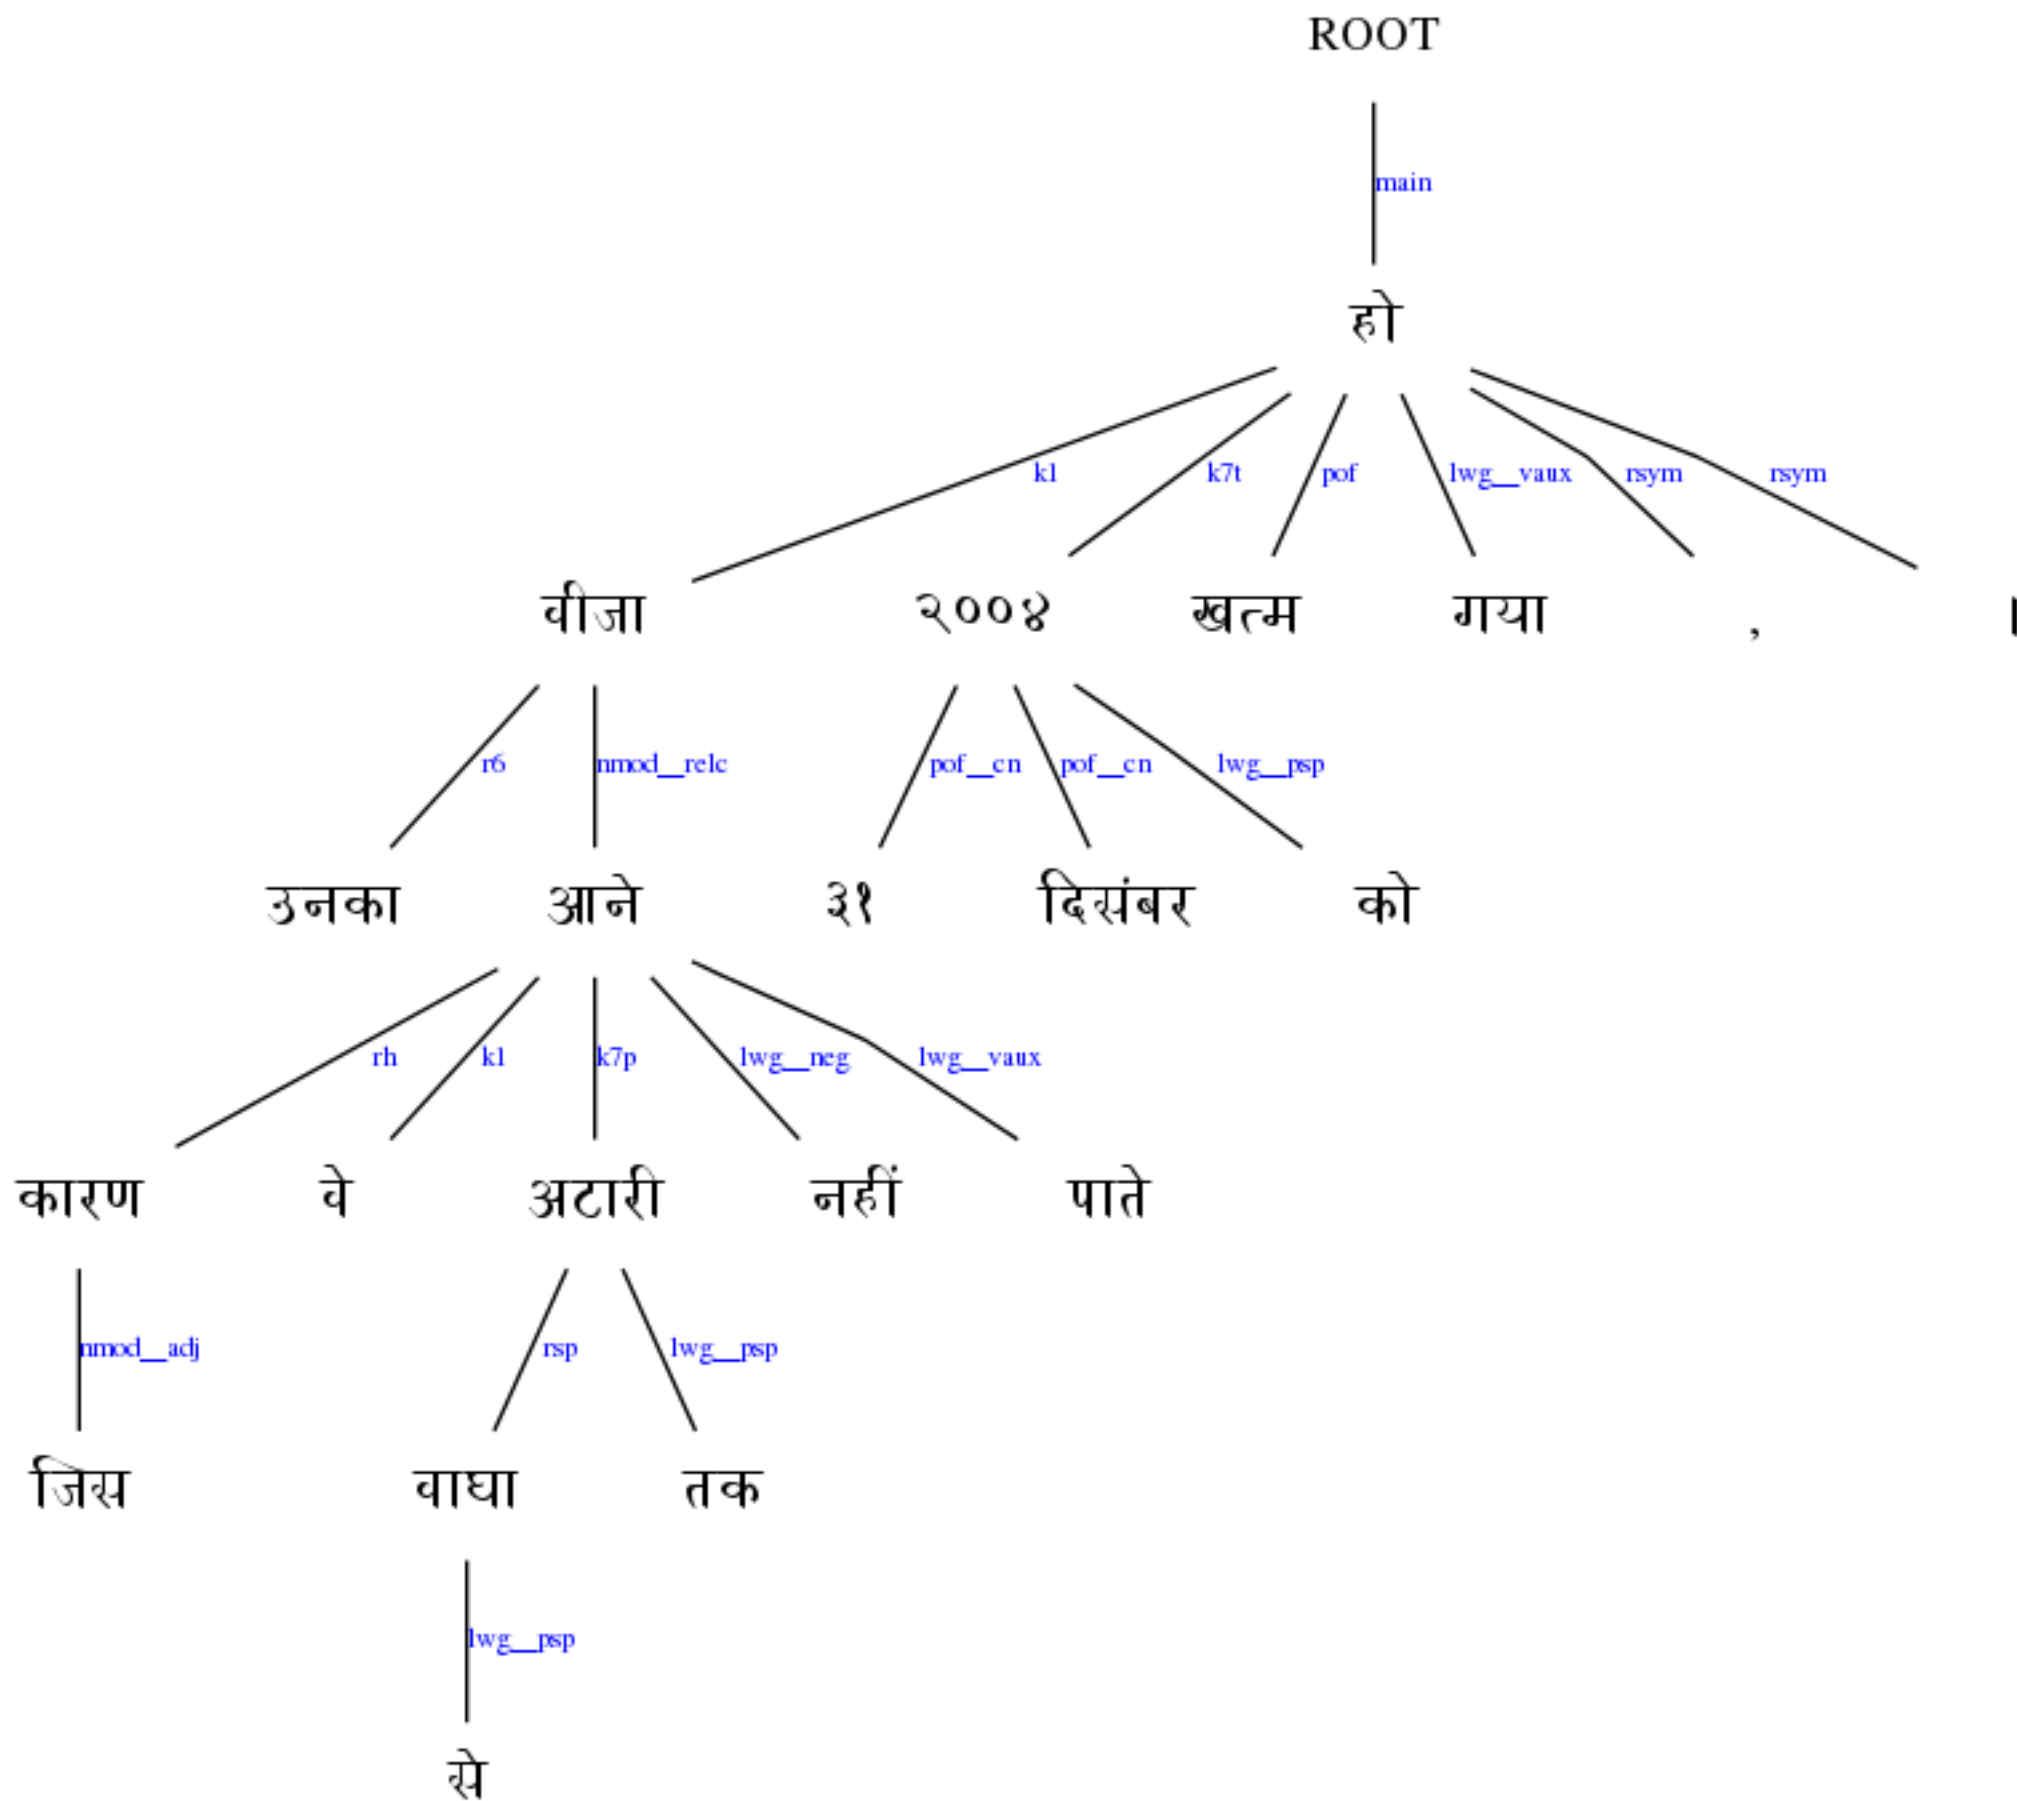 ROOT
main
हो
k1 k7t pof lwg__vaux rsym rsym
वीजा २००४ खत्म गया , ।
r6 nmod__relc pof__cn pof__cn lwg__psp
उनका आने ३१ दिसंबर को
rh k1 k7p lwg__neg lwg__vaux
कारण वे अटारी नहीं पाते
nmod__adj rsp lwg__psp
जिस वाघा तक
lwg__psp
से